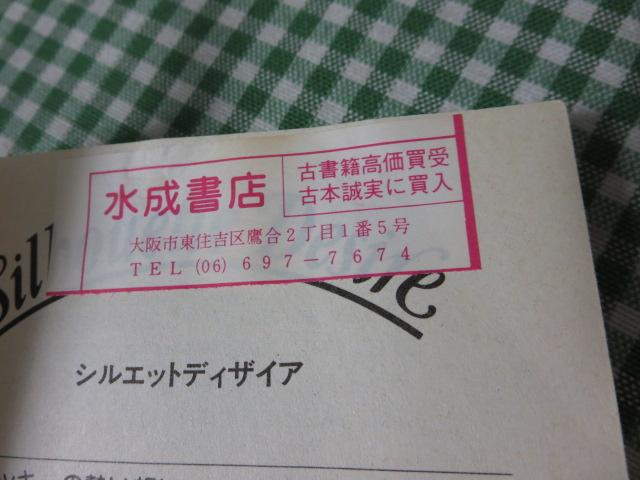 水成書店
古書籍高価買受
古本誠実に買入
大阪市東住吉区鷹合2丁目1番5号
TEL (06) 697-7674
シルエットディザイア